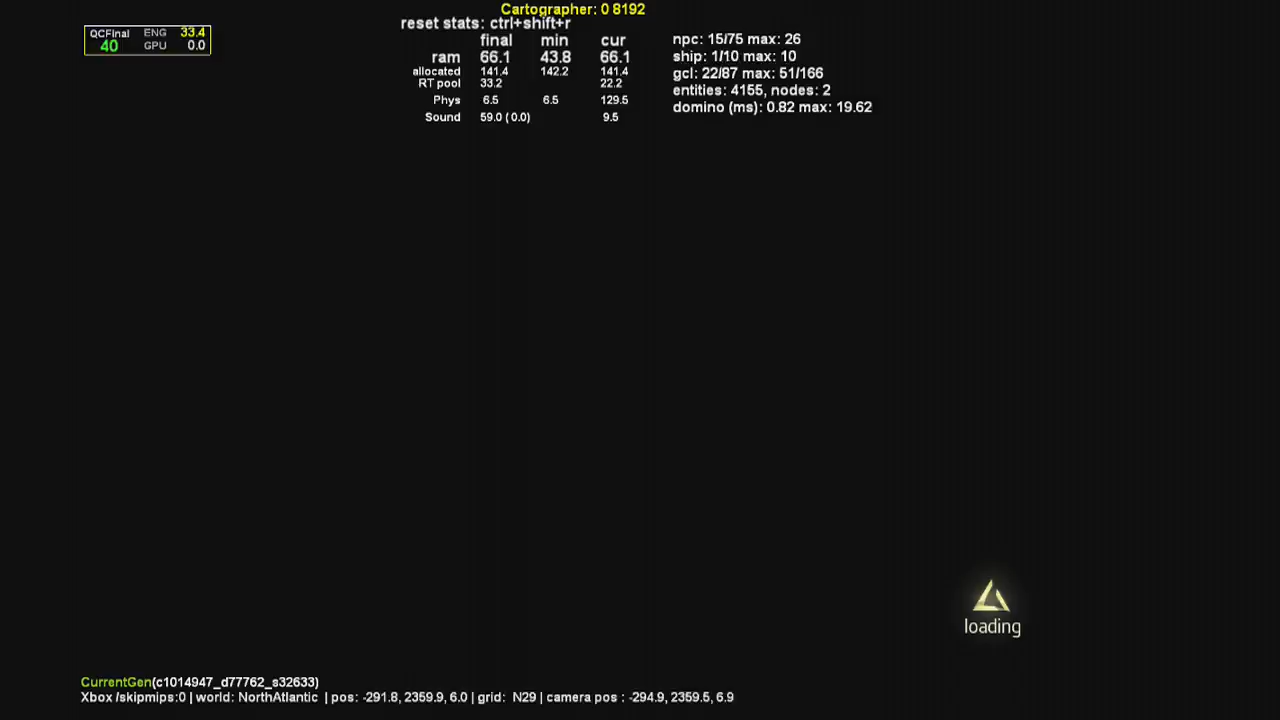 Cartographer: 0 8192
reset stats: ctrl+shift+r
QCFinal ENG 33.4
40 GPU 0.0
final min cur
ram 66.1 43.8 66.1
allocated 141.4 142.2 141.4
RT pool 33.2 22.2
Phys 6.5 6.5 129.5
Sound 59.0 ( 0.0) 9.5
npc: 15/75 max: 26
ship: 1/10 max: 10
gcl: 22/87 max: 51/166
entities: 4155, nodes: 2
domino (ms): 0.82 max: 19.62
loading
CurrentGen(c1014947_d77762_s32633)
Xbox /skipmips:0 | world: NorthAtlantic | pos: -291.8, 2359.9, 6.0 | grid: N29 | camera pos : -294.9, 2359.5, 6.9